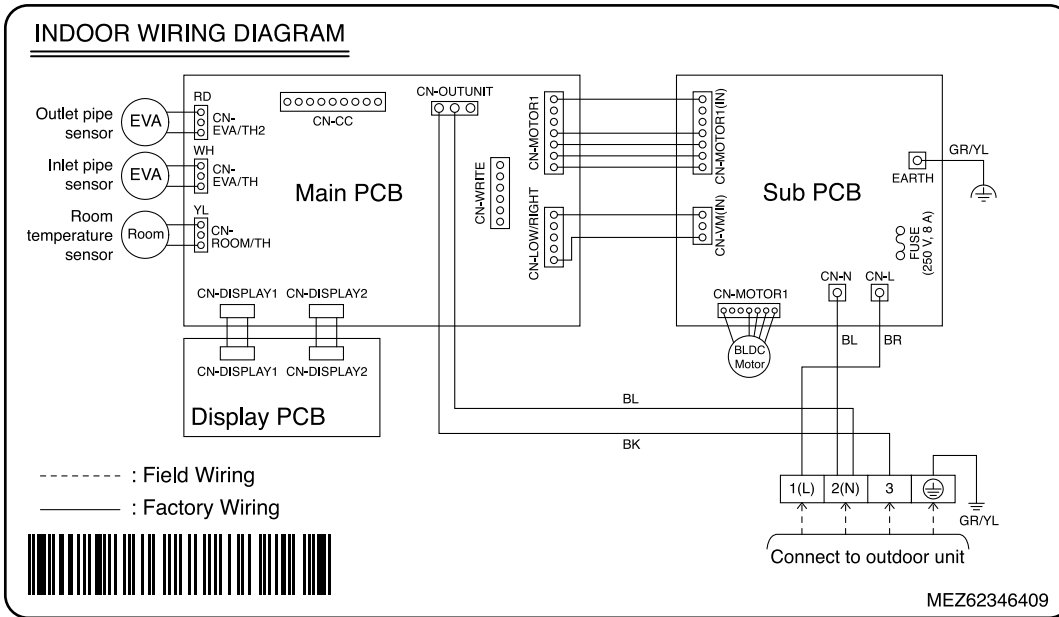 INDOOR WIRING DIAGRAM
Outlet pipe
sensor
EVA
RD
CN-
EVA/TH2
Inlet pipe
sensor
EVA
WH
CN-
EVA/TH
Room
temperature
sensor
Room
YL
CN-
ROOM/TH
CN-CC
CN-OUTUNIT
Main PCB
CN-WRITE
CN-MOTOR1
CN-LOW/RIGHT
CN-MOTOR1(IN)
CN-VM(IN)
Sub PCB
EARTH
GR/YL
FUSE
(250 V, 8 A)
CN-N
CN-L
CN-MOTOR1
BLDC
Motor
BL
BR
CN-DISPLAY1
CN-DISPLAY2
CN-DISPLAY1
CN-DISPLAY2
Display PCB
BL
BK
: Field Wiring
: Factory Wiring
1(L)
2(N)
3
GR/YL
Connect to outdoor unit
MEZ62346409